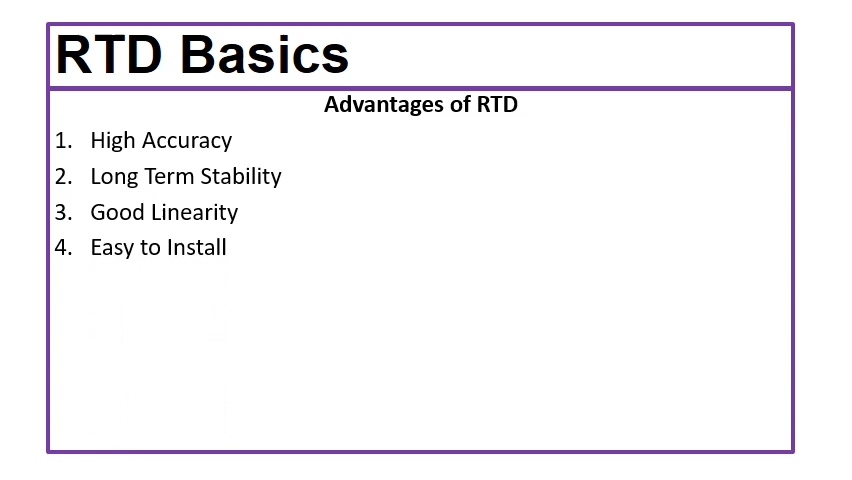 RTD Basics
Advantages of RTD
1. High Accuracy
2. Long Term Stability
3. Good Linearity
4. Easy to Install